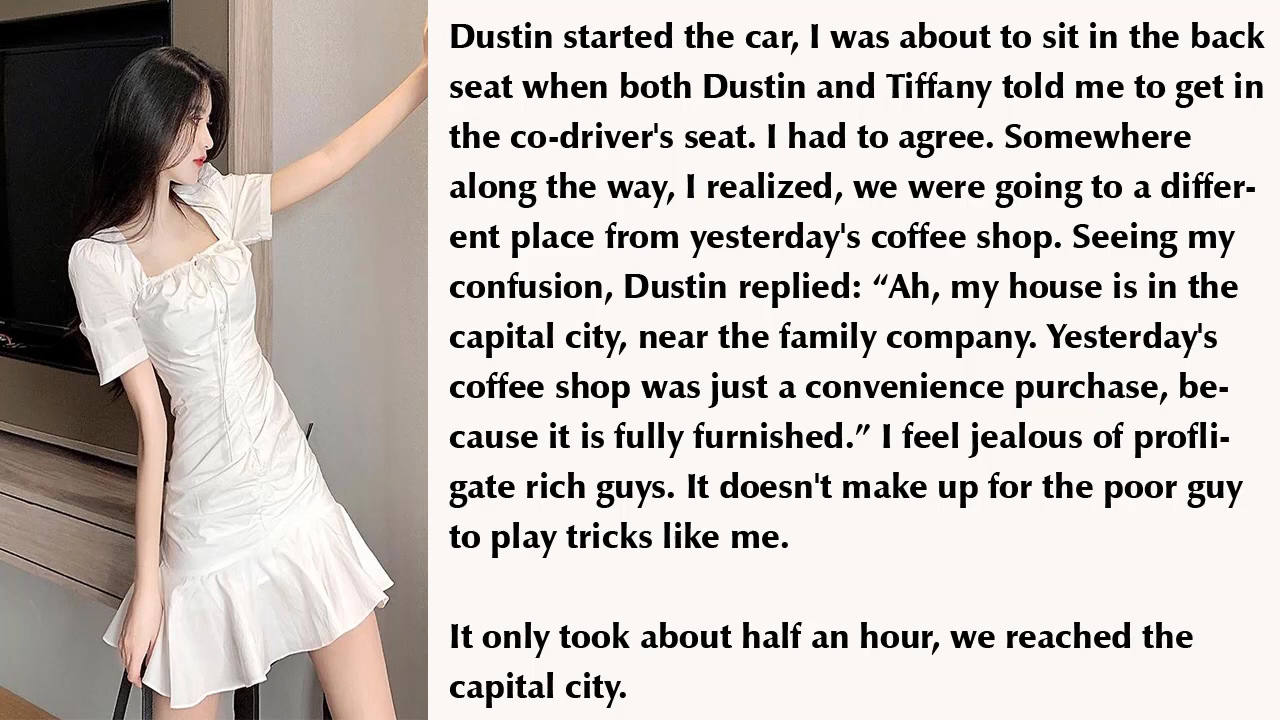 Dustin started the car, I was about to sit in the back
seat when both Dustin and Tiffany told me to get in
the co-driver's seat. I had to agree. Somewhere
along the way, I realized, we were going to a differ-
ent place from yesterday's coffee shop. Seeing my
confusion, Dustin replied: “Ah, my house is in the
capital city, near the family company. Yesterday's
coffee shop was just a convenience purchase, be-
cause it is fully furnished.” I feel jealous of profli-
gate rich guys. It doesn't make up for the poor guy
to play tricks like me.
It only took about half an hour, we reached the
capital city.